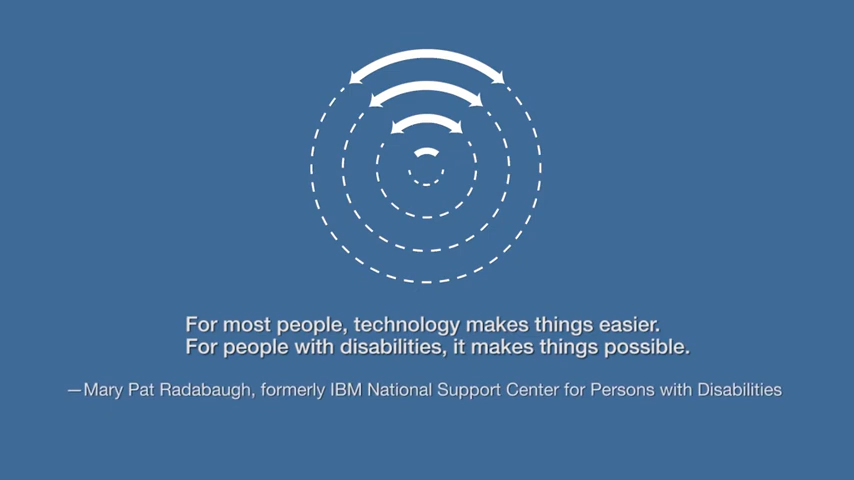 For most people, technology makes things easier.
For people with disabilities, it makes things possible.
—Mary Pat Radabaugh, formerly IBM National Support Center for Persons with Disabilities